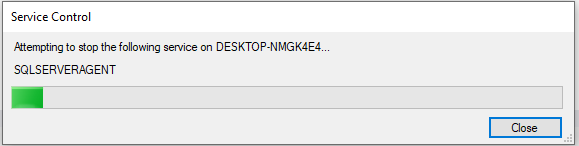 Service Control
Attempting to stop the following service on DESKTOP-NMGK4E4...
SQLSERVERAGENT
Close